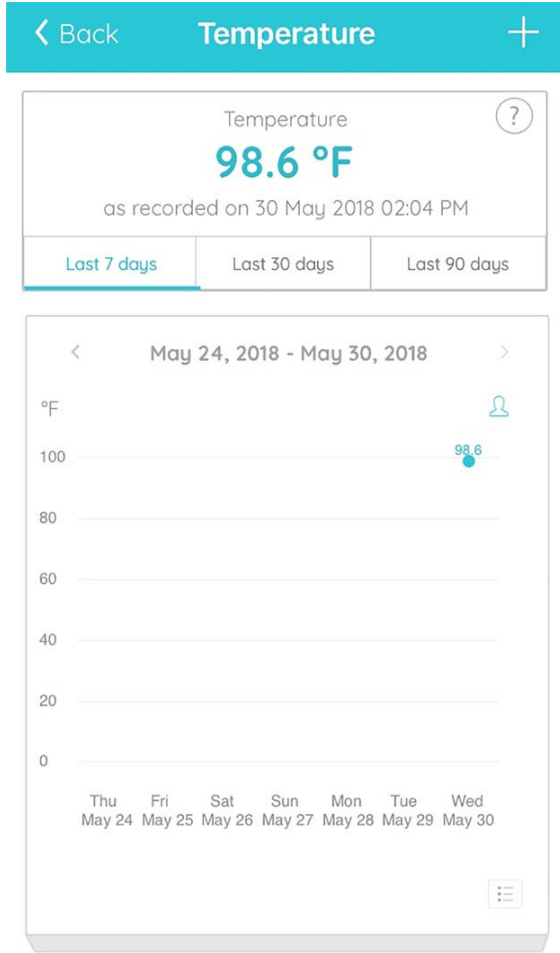 Back Temperature +
Temperature ?
98.6 °F
as recorded on 30 May 2018 02:04 PM
Last 7 days Last 30 days Last 90 days
May 24, 2018 - May 30, 2018
°F
98.6
100
80
60
40
20
0
Thu Fri Sat Sun Mon Tue Wed
May 24 May 25 May 26 May 27 May 28 May 29 May 30